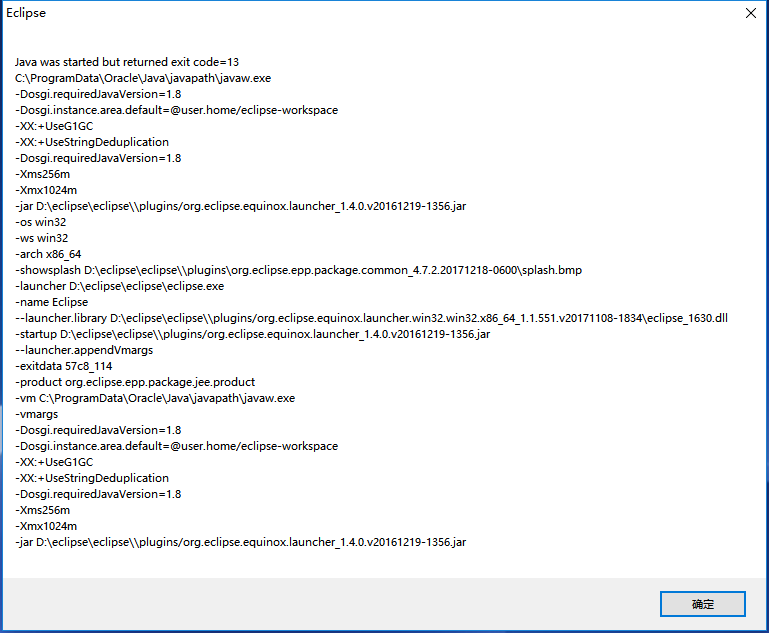 Eclipse
Java was started but returned exit code=13
C:\ProgramData\Oracle\Java\javapath\javaw.exe
-Dosgi.requiredJavaVersion=1.8
-Dosgi.instance.area.default=@user.home/eclipse-workspace
-XX:+UseG1GC
-XX:+UseStringDeduplication
-Dosgi.requiredJavaVersion=1.8
-Xms256m
-Xmx1024m
-jar D:\eclipse\eclipse\\plugins/org.eclipse.equinox.launcher_1.4.0.v20161219-1356.jar
-os win32
-ws win32
-arch x86_64
-showsplash D:\eclipse\eclipse\\plugins\org.eclipse.epp.package.common_4.7.2.20171218-0600\splash.bmp
-launcher D:\eclipse\eclipse\eclipse.exe
-name Eclipse
--launcher.library D:\eclipse\eclipse\\plugins/org.eclipse.equinox.launcher.win32.win32.x86_64_1.1.551.v20171108-1834\eclipse_1630.dll
-startup D:\eclipse\eclipse\\plugins/org.eclipse.equinox.launcher_1.4.0.v20161219-1356.jar
--launcher.appendVmargs
-exitdata 57c8_114
-product org.eclipse.epp.package.jee.product
-vm C:\ProgramData\Oracle\Java\javapath\javaw.exe
-vmargs
-Dosgi.requiredJavaVersion=1.8
-Dosgi.instance.area.default=@user.home/eclipse-workspace
-XX:+UseG1GC
-XX:+UseStringDeduplication
-Dosgi.requiredJavaVersion=1.8
-Xms256m
-Xmx1024m
-jar D:\eclipse\eclipse\\plugins/org.eclipse.equinox.launcher_1.4.0.v20161219-1356.jar
确定